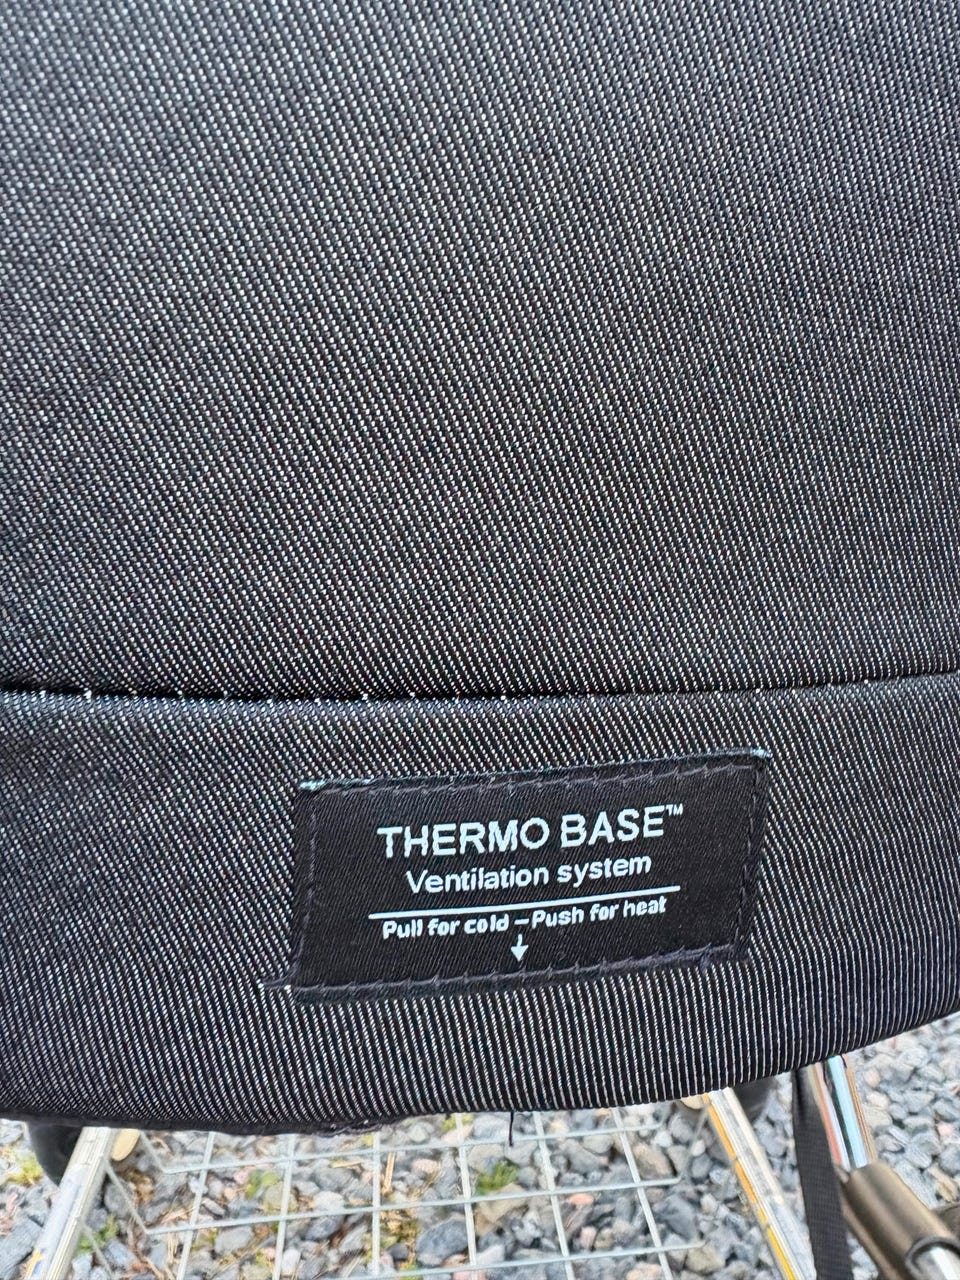 THERMO BASE™
Ventilation system
Pull for cold – Push for heat